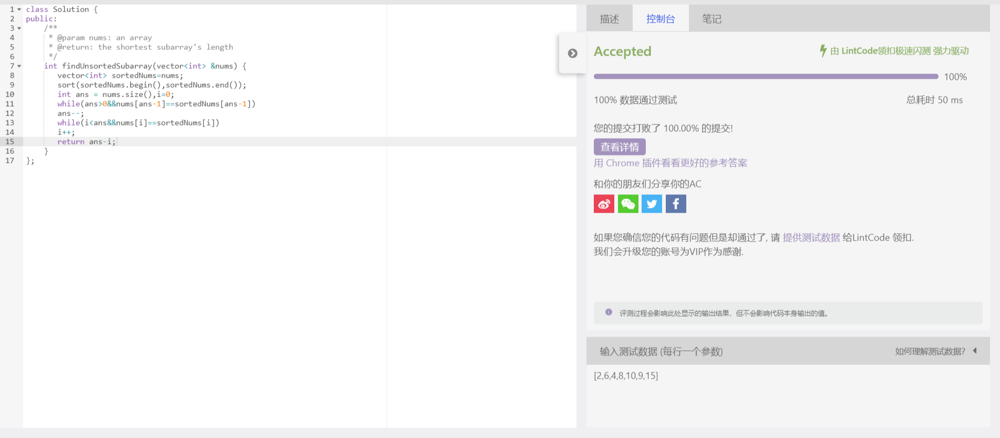 1 class Solution {
2 public:
3 /**
4 * @param nums: an array
5 * @return: the shortest subarray's length
6 */
7 int findUnsortedSubarray(vector<int> &nums) {
8 vector<int> sortedNums=nums;
9 sort(sortedNums.begin(),sortedNums.end());
10 int ans = nums.size(),i=0;
11 while(ans>0&&nums[ans-1]==sortedNums[ans-1])
12 ans--;
13 while(i<ans&&nums[i]==sortedNums[i])
14 i++;
15 return ans-i;
16 }
17 };
描述 控制台 笔记
Accepted 由 LintCode领扣极速闪测 强力驱动
100%
100% 数据通过测试 总耗时 50 ms
您的提交打败了 100.00% 的提交!
查看详情
用 Chrome 插件看看更好的参考答案
和你的朋友们分享你的AC
如果您确信您的代码有问题但是却通过了, 请 提供测试数据 给LintCode 领扣.
我们会升级您的账号为VIP作为感谢.
评测过程会影响此处显示的输出结果，但不会影响代码本身输出的值。
输入测试数据 (每行一个参数) 如何理解测试数据?
[2,6,4,8,10,9,15]